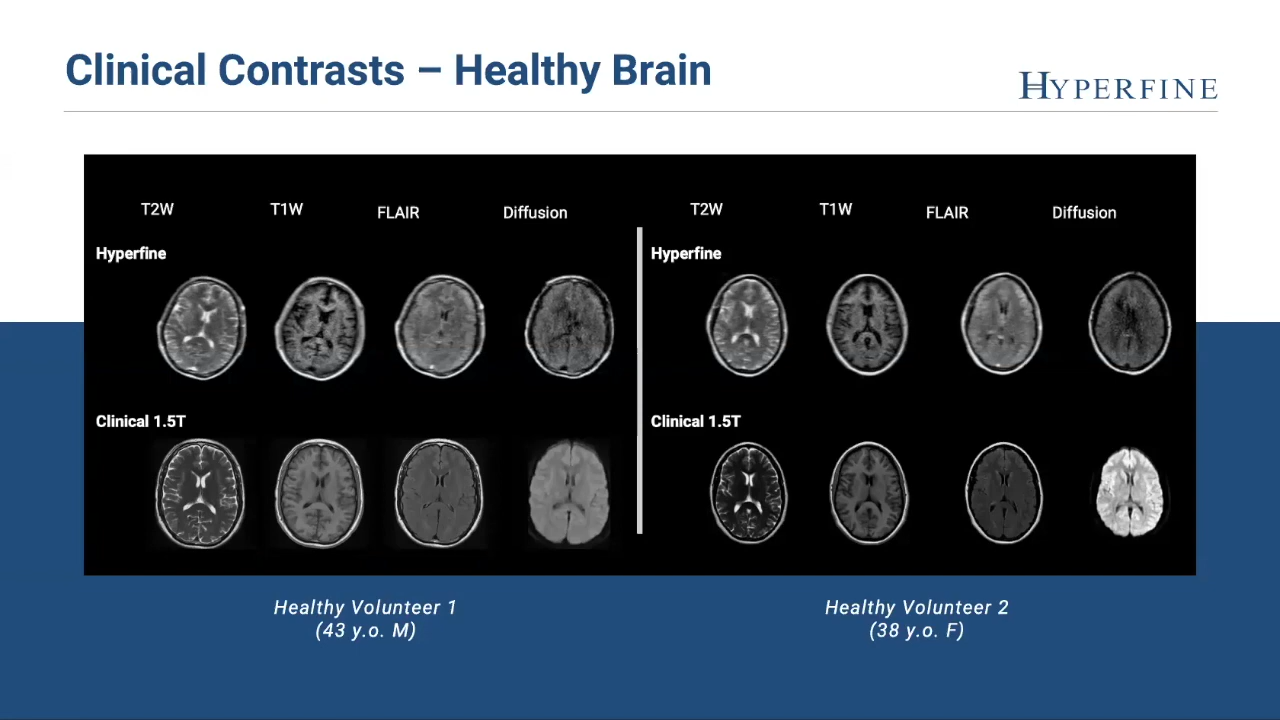 Clinical Contrasts – Healthy Brain
HYPERFINE
T2W T1W FLAIR Diffusion
Hyperfine
Clinical 1.5T
T2W T1W FLAIR Diffusion
Hyperfine
Clinical 1.5T
Healthy Volunteer 1
(43 y.o. M)
Healthy Volunteer 2
(38 y.o. F)